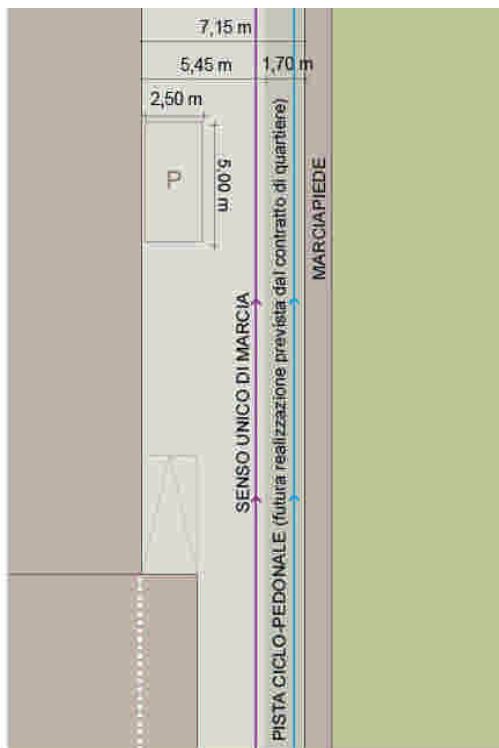 7,15 m
5,45 m
1,70 m
2,50 m
5,00 m
P
SENSO UNICO DI MARCIA
PISTA CICLO-PEDONALE (futura realizzazione prevista dal contratto di quartiere)
MARCIAPIEDE